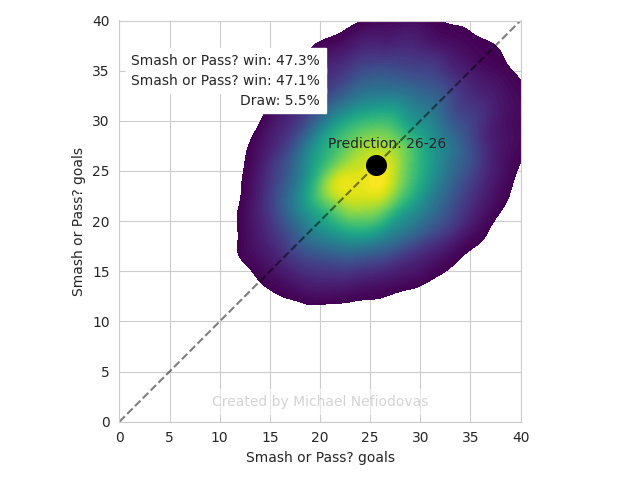 40
35
30
25
20
15
10
5
0
Smash or Pass? goals
Smash or Pass? win: 47.3%
Smash or Pass? win: 47.1%
Draw: 5.5%
Prediction: 26-26
Created by Michael Nefiodovas
0 5 10 15 20 25 30 35 40
Smash or Pass? goals